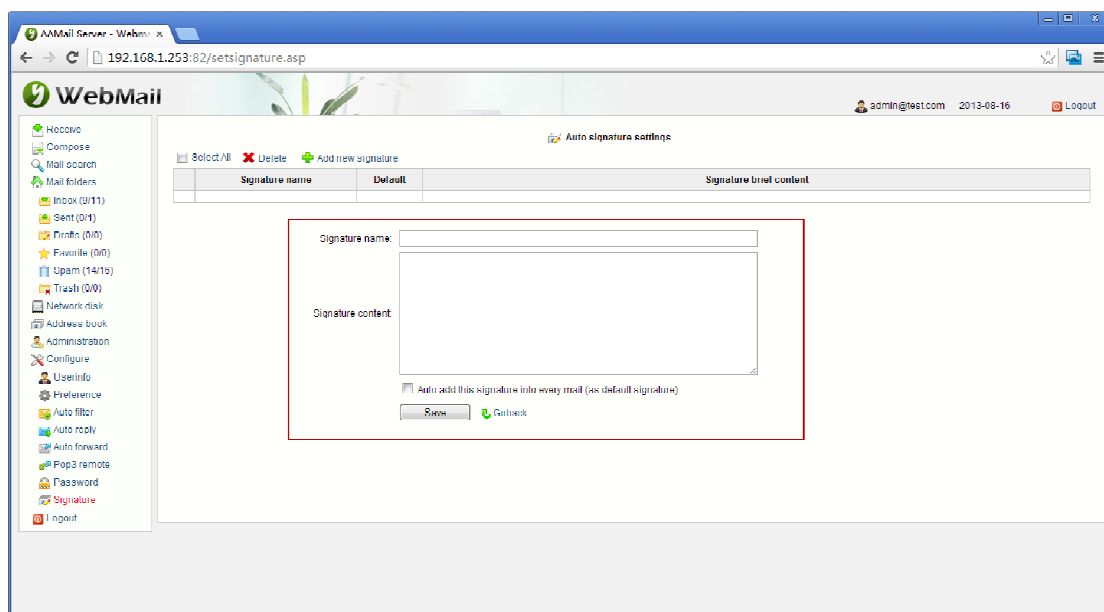 AAMail Server - Webm
192.168.1.253:82/setsignature.asp
WebMail
admin@test.com 2013-08-16 Logout
Receive
Compose
Mail search
Mail folders
Inbox (9/11)
Sent (0/1)
Drafts (0/0)
Favorite (0/0)
Spam (14/16)
Trash (0/0)
Network disk
Address book
Administration
Configure
Userinfo
Preference
Auto filter
Auto reply
Auto forward
Pop3 remote
Password
Signature
Logout
Auto signature settings
Select All Delete Add new signature
Signature name Default Signature brief content
Signature name:
Signature content:
Auto add this signature into every mail (as default signature)
Save Goback